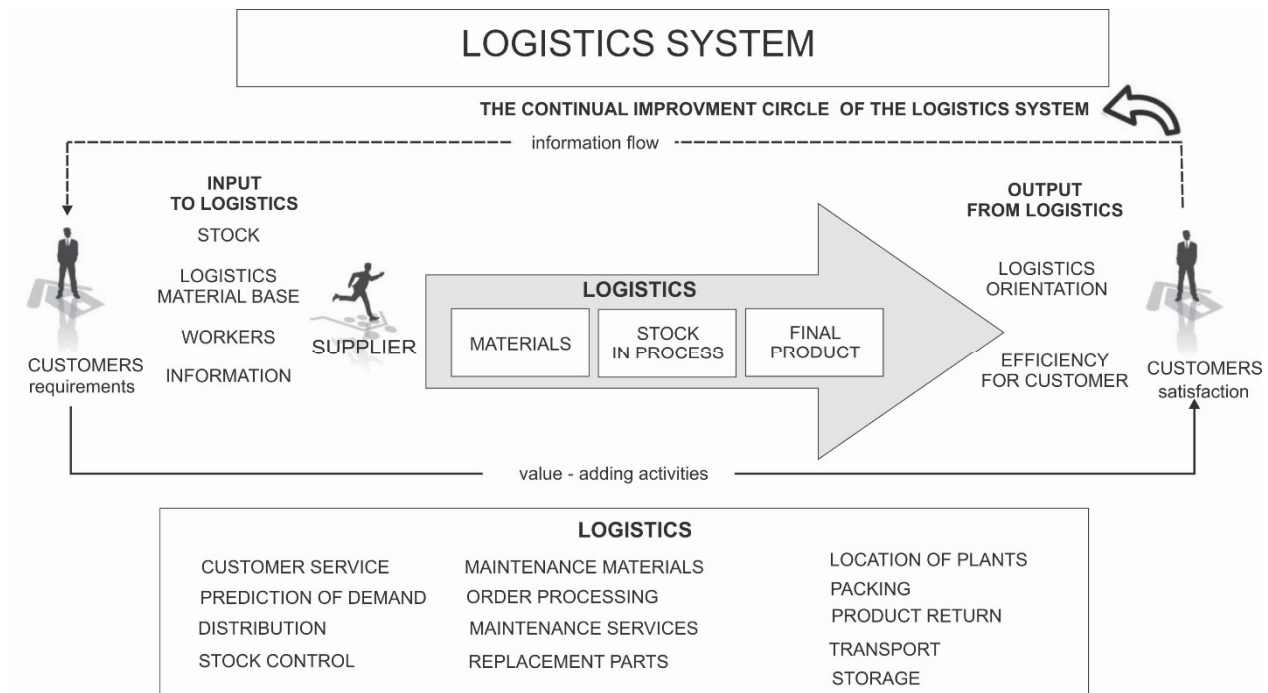 LOGISTICS SYSTEM
THE CONTINUAL IMPROVMENT CIRCLE OF THE LOGISTICS SYSTEM
information flow
INPUT
TO LOGISTICS
STOCK
LOGISTICS
MATERIAL BASE
WORKERS
INFORMATION
CUSTOMERS
requirements
SUPPLIER
LOGISTICS
MATERIALS
STOCK
IN PROCESS
FINAL
PRODUCT
OUTPUT
FROM LOGISTICS
LOGISTICS
ORIENTATION
EFFICIENCY
FOR CUSTOMER
CUSTOMERS
satisfaction
value - adding activities
LOGISTICS
CUSTOMER SERVICE
PREDICTION OF DEMAND
DISTRIBUTION
STOCK CONTROL
MAINTENANCE MATERIALS
ORDER PROCESSING
MAINTENANCE SERVICES
REPLACEMENT PARTS
LOCATION OF PLANTS
PACKING
PRODUCT RETURN
TRANSPORT
STORAGE